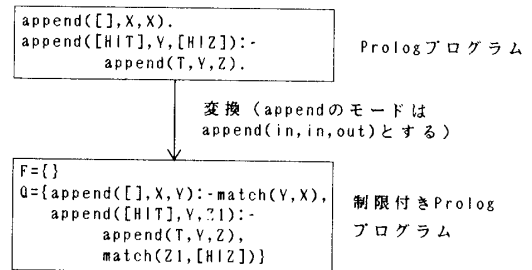 append([],X,X).
append([H|T],Y,[H|Z]):-
append(T,Y,Z).
Prologプログラム
変換（appendのモードは
append(in,in,out)とする）
F={}
Q={append([],X,Y):-match(Y,X),
append([H|T],Y,Z1):-
append(T,Y,Z),
match(Z1,[H|Z])}
制限付きProlog
プログラム